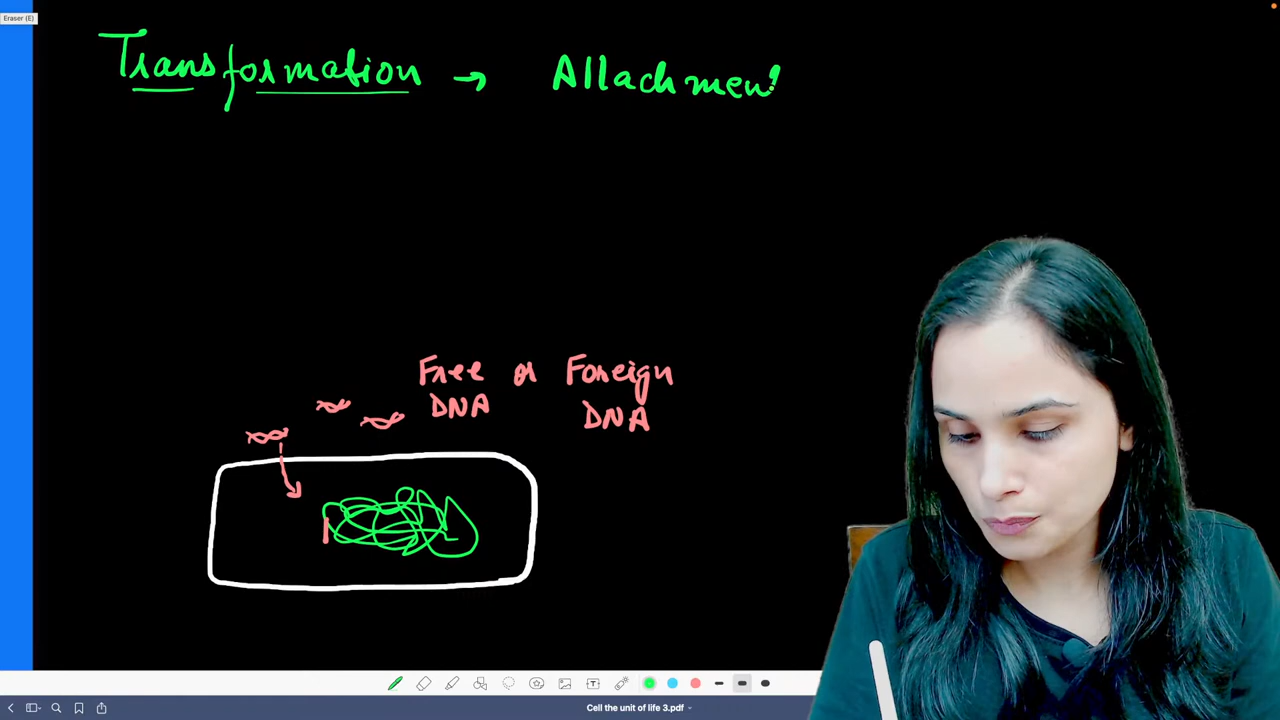 Eraser (E)
Transformation → Attachment
Free or Foreign
DNA DNA
Cell the unit of life 3.pdf